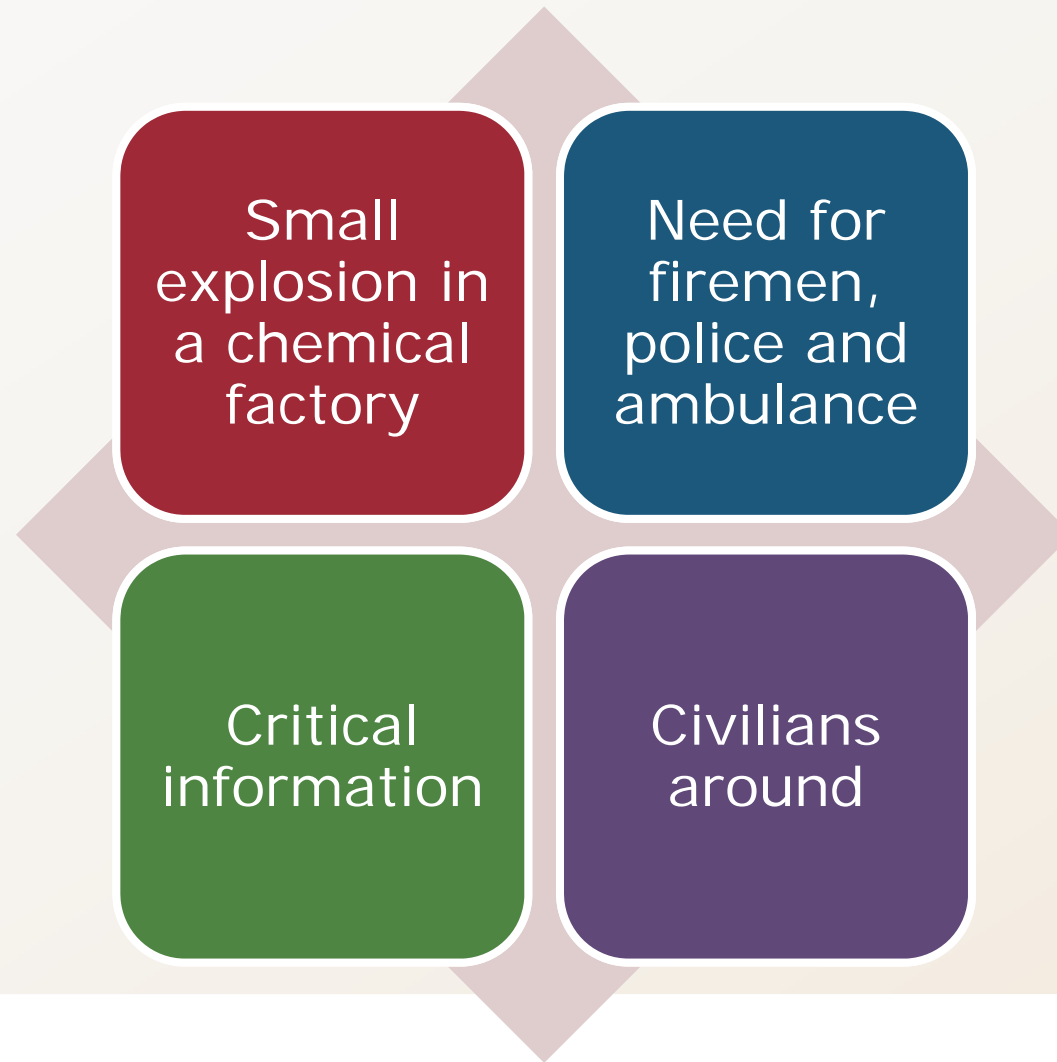 Small
explosion in
a chemical
factory
Need for
firemen,
police and
ambulance
Critical
information
Civilians
around